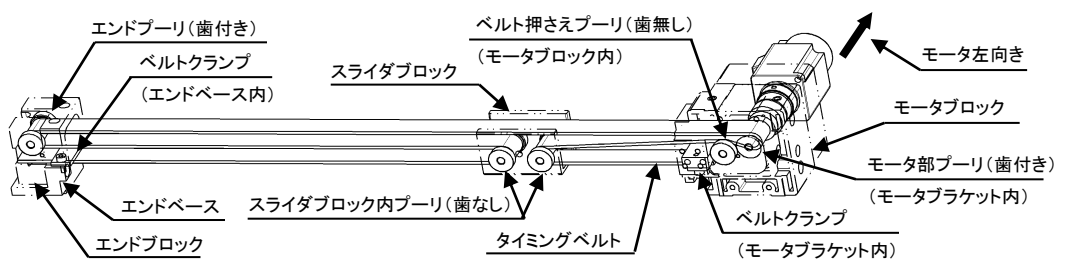 エンドプーリ(歯付き)
ベルトクランプ
(エンドベース内)
スライダブロック
ベルト押さえプーリ(歯無し)
(モータブロック内)
モータ左向き
モータブロック
モータ部プーリ(歯付き)
(モータブラケット内)
エンドベース
エンドブロック
スライダブロック内プーリ(歯なし)
タイミングベルト
ベルトクランプ
(モータブラケット内)